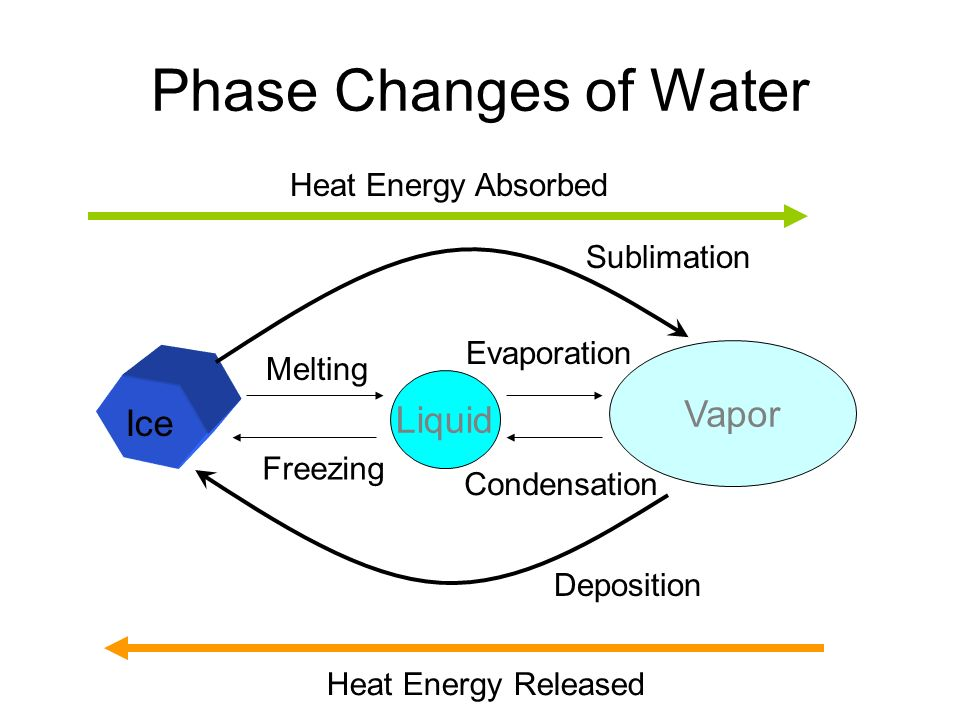 Phase Changes of Water
Heat Energy Absorbed
Sublimation
Evaporation
Melting
Ice
Liquid
Vapor
Freezing
Condensation
Deposition
Heat Energy Released